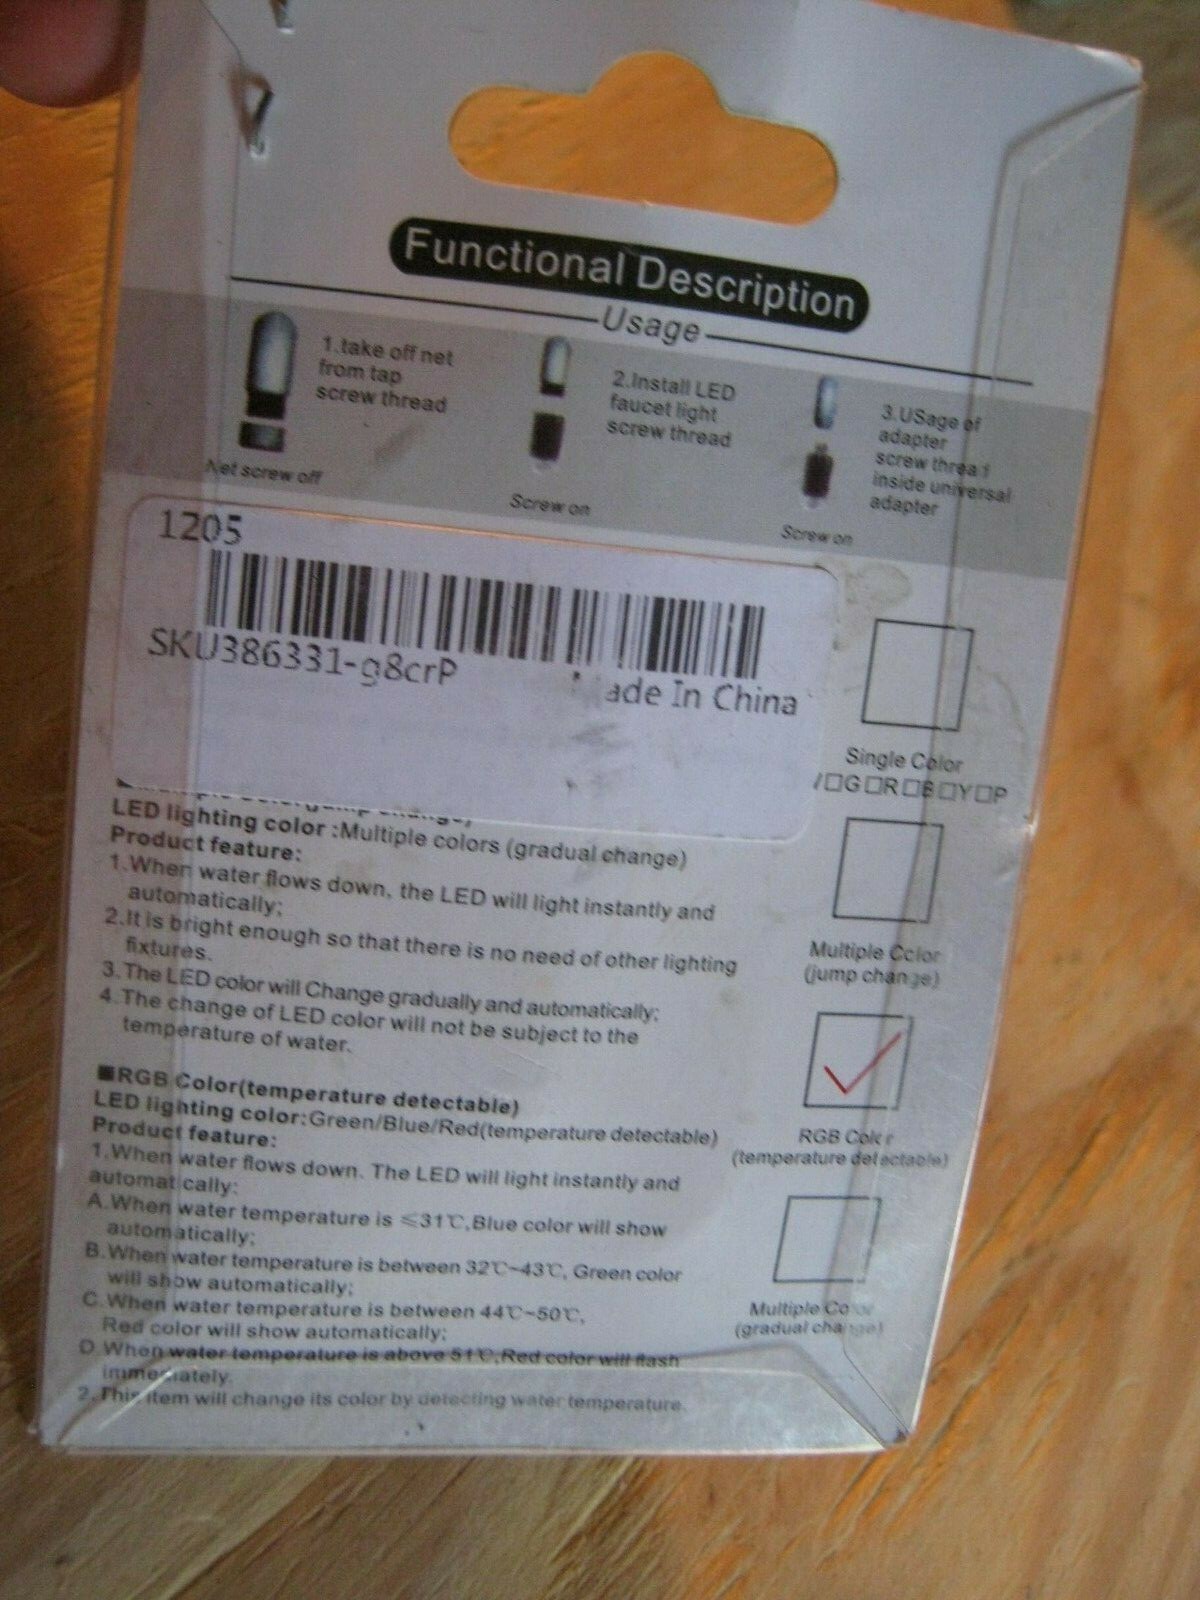 Functional Description
Usage
1.take off net
from tap
screw thread
Net screw off
2.Install LED
faucet light
screw thread
Screw on
3.USage of
adapter
screw thread
inside universal
adapter
Screw on
1205
SKU386331-g8crP
ade In China
LED lighting color :Multiple colors (gradual change)
Product feature:
1.When water flows down, the LED will light instantly and
automatically;
2.It is bright enough so that there is no need of other lighting
fixtures.
3.The LED color will Change gradually and automatically;
4.The change of LED color will not be subject to the
temperature of water.
■RGB Color(temperature detectable)
LED lighting color:Green/Blue/Red(temperature detectable)
Product feature:
1.When water flows down. The LED will light instantly and
automatically:
A.When water temperature is ≤31℃,Blue color will show
automatically;
B.When water temperature is between 32℃~43℃, Green color
will show automatically;
C.When water temperature is between 44℃~50℃,
Red color will show automatically;
D.When water temperature is above 51℃,Red color will flash
immediately.
2.This item will change its color by detecting water temperature.
Single Color
□G□R□B□Y□P
Multiple Color
(jump change)
RGB Color
(temperature detectable)
Multiple Color
(gradual change)